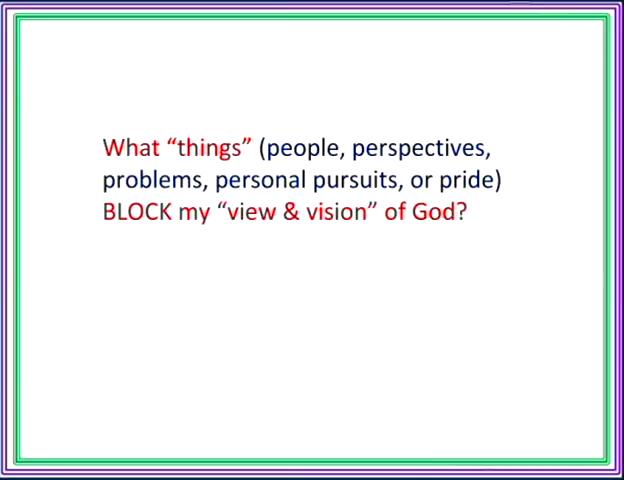 What “things” (people, perspectives,
problems, personal pursuits, or pride)
BLOCK my “view & vision” of God?